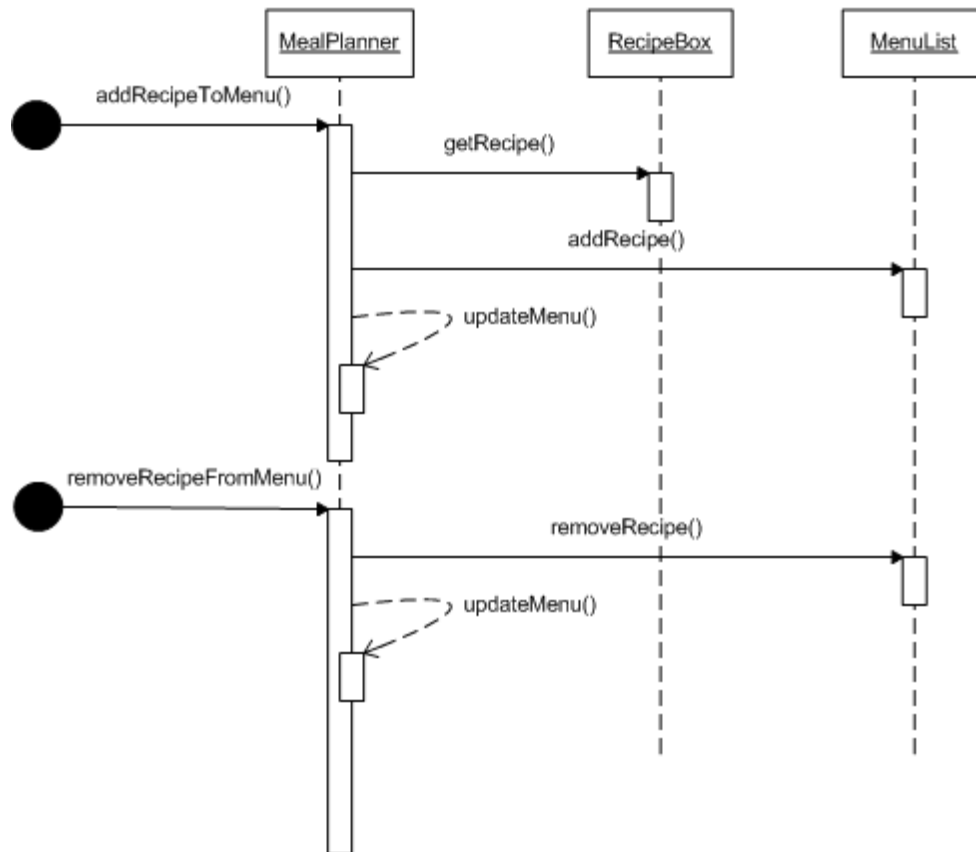 MealPlanner
RecipeBox
MenuList
addRecipeToMenu()
getRecipe()
addRecipe()
updateMenu()
removeRecipeFromMenu()
removeRecipe()
updateMenu()